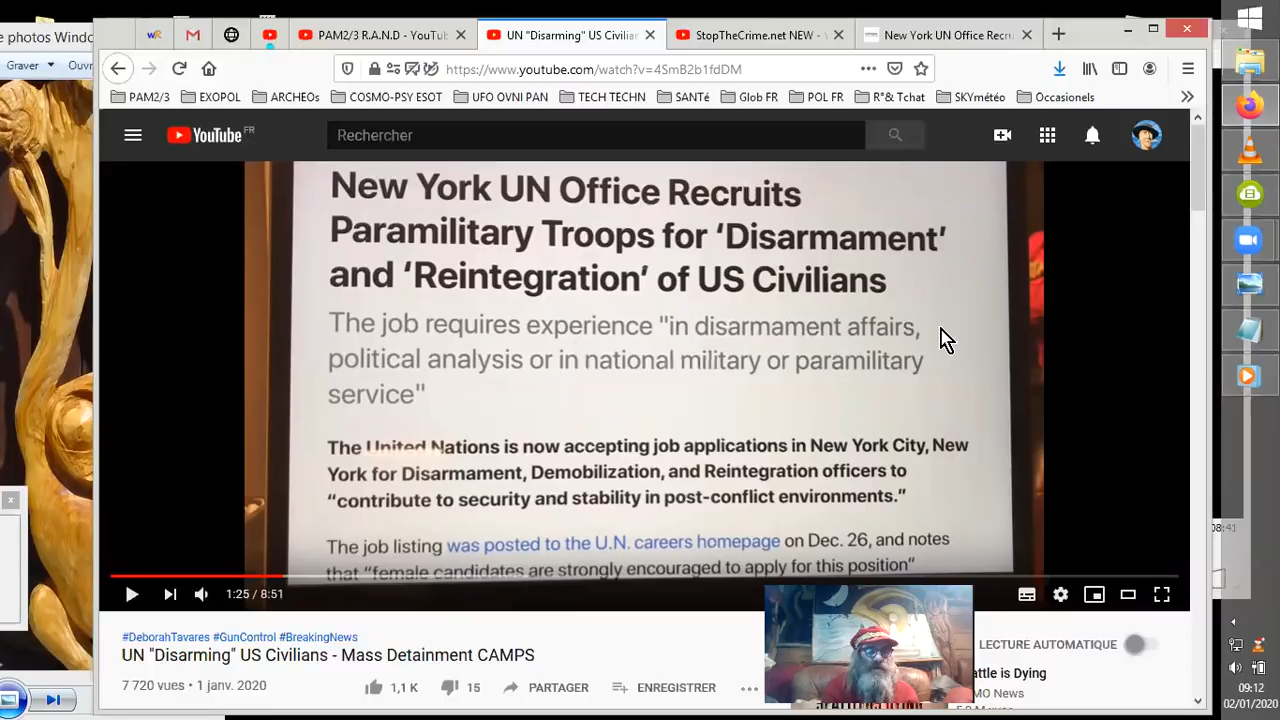 e photos Windo
Graver
wR
PAM2/3 R.A.N.D - YouTub
UN "Disarming" US Civilian
StopTheCrime.net NEW -
New York UN Office Recru
https://www.youtube.com/watch?v=4SmB2b1fdDM
PAM2/3 EXOPOL ARCHEOs COSMO-PSY ESOT UFO OVNI PAN TECH TECHN SANTé Glob FR POL FR R°& Tchat SKYmétéo Occasionels
YouTube FR
Rechercher
New York UN Office Recruits
Paramilitary Troops for ‘Disarmament’
and ‘Reintegration’ of US Civilians
The job requires experience "in disarmament affairs,
political analysis or in national military or paramilitary
service"
The United Nations is now accepting job applications in New York City, New
York for Disarmament, Demobilization, and Reintegration officers to
“contribute to security and stability in post-conflict environments.”
The job listing was posted to the U.N. careers homepage on Dec. 26, and notes
that “female candidates are strongly encouraged to apply for this position”
1:25 / 8:51
#DeborahTavares #GunControl #BreakingNews
UN "Disarming" US Civilians - Mass Detainment CAMPS
7 720 vues • 1 janv. 2020
1,1 K
15
PARTAGER
ENREGISTRER
LECTURE AUTOMATIQUE
attle is Dying
MO News
08:41
09:12
02/01/2020